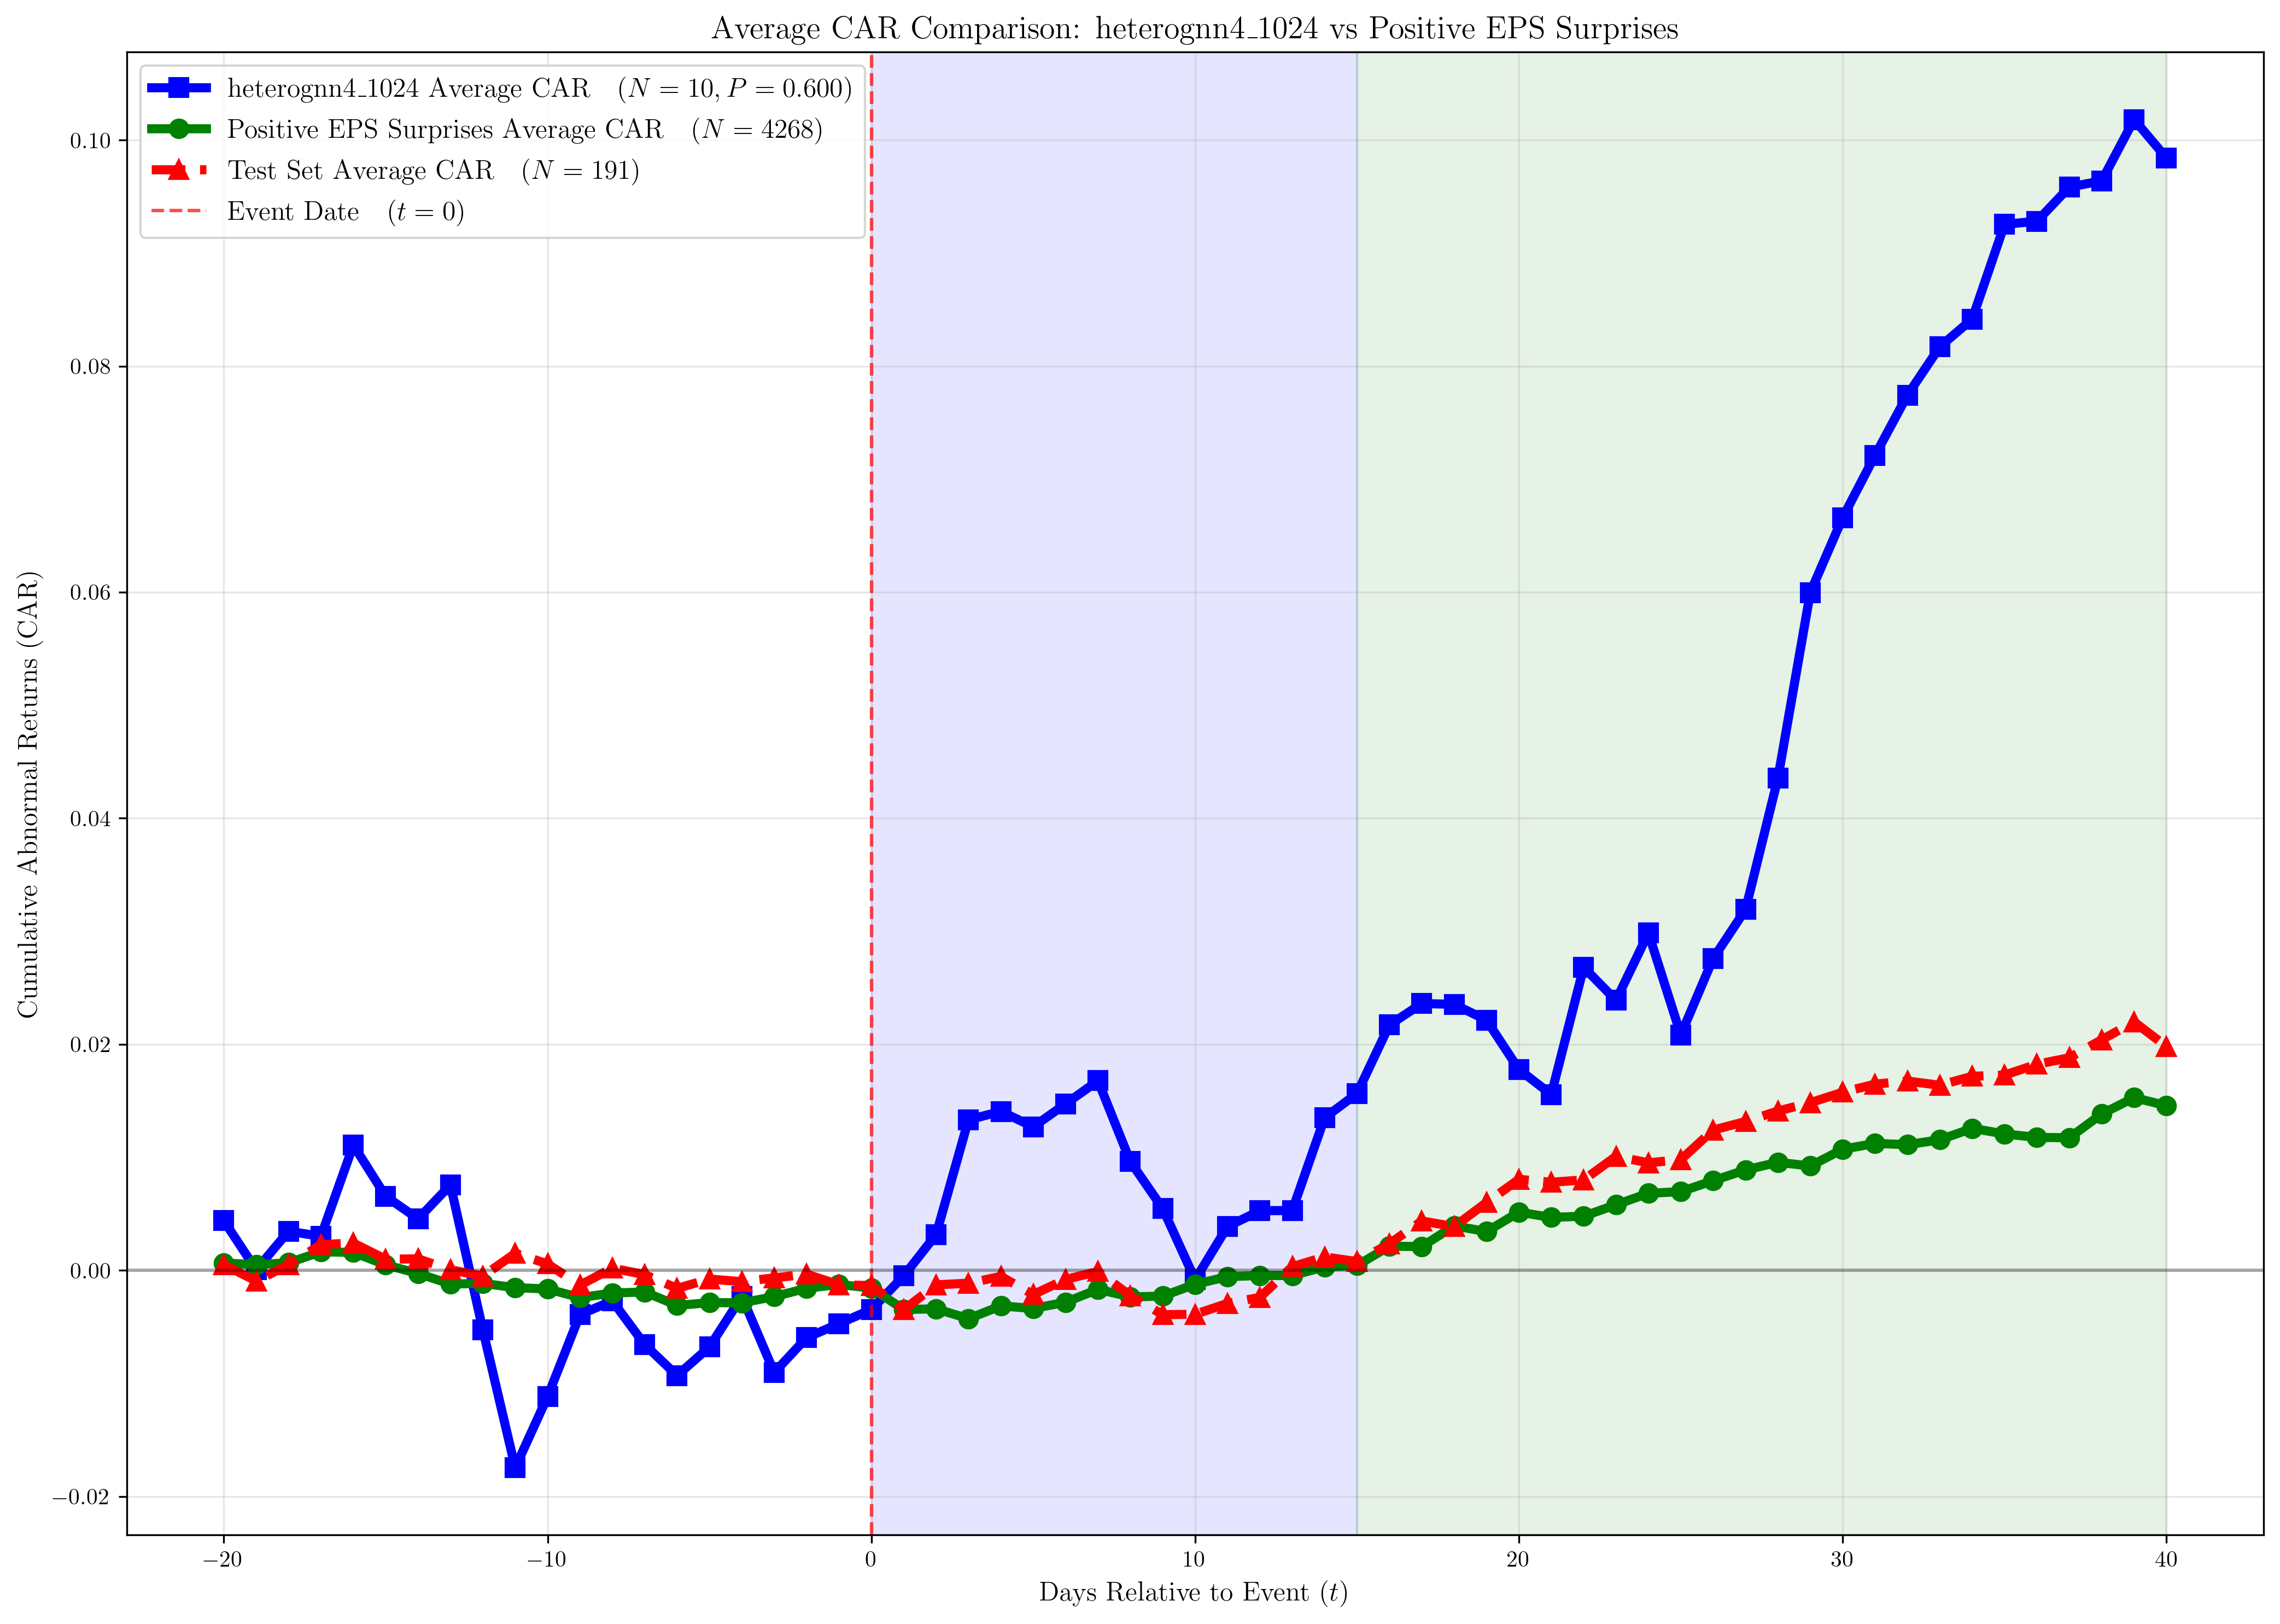 Average CAR Comparison: heterognn4_1024 vs Positive EPS Surprises
heterognn4_1024 Average CAR (N = 10, P = 0.600)
Positive EPS Surprises Average CAR (N = 4268)
Test Set Average CAR (N = 191)
Event Date (t = 0)
Cumulative Abnormal Returns (CAR)
0.10
0.08
0.06
0.04
0.02
0.00
−0.02
−20 −10 0 10 20 30 40
Days Relative to Event (t)